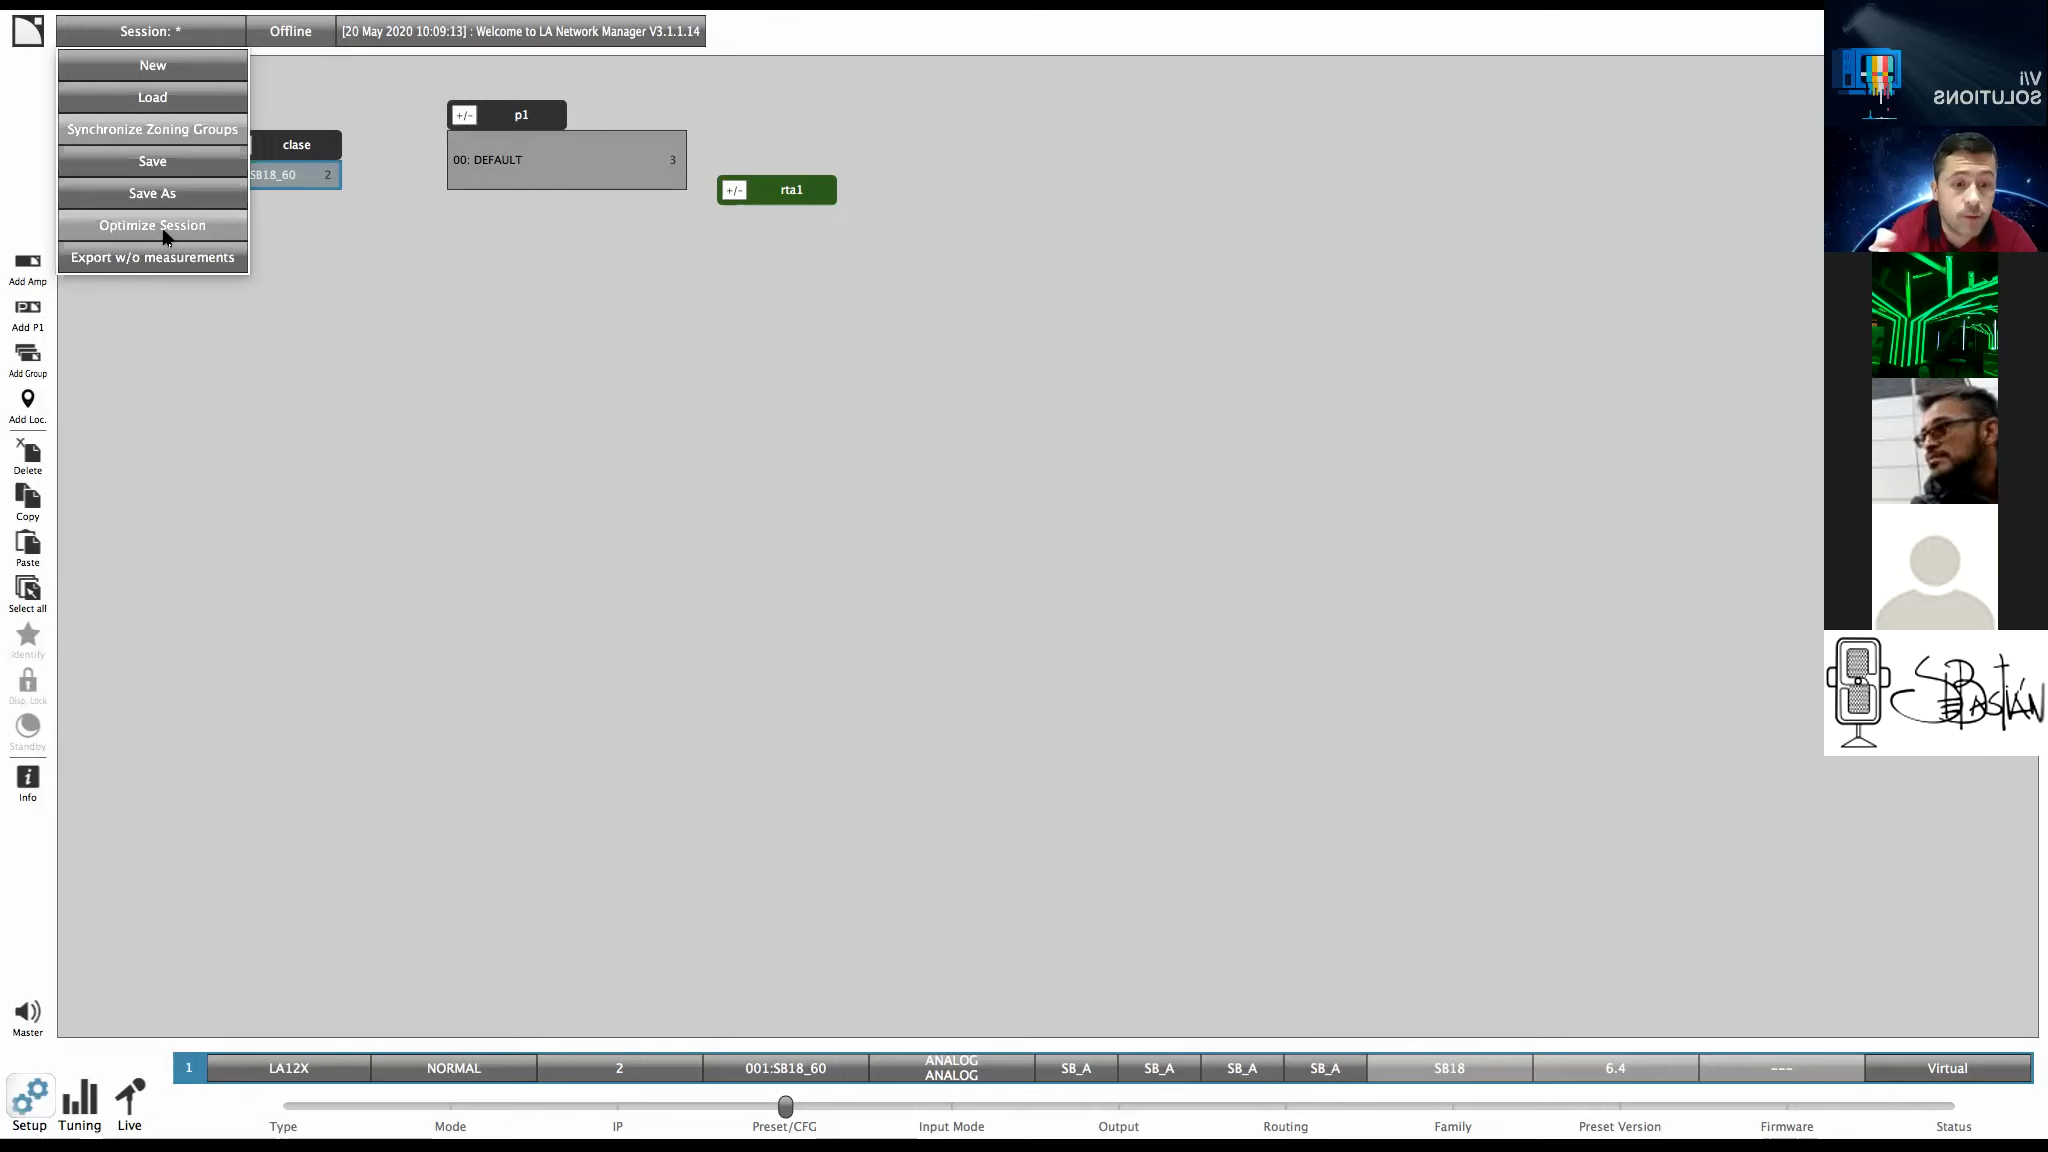 Session: *
Offline
[20 May 2020 10:09:13] : Welcome to LA Network Manager V3.1.1.14
New
Load
Synchronize Zoning Groups
Save
Save As
Optimize Session
Export w/o measurements
clase
SB18_60 2
+/- p1
00: DEFAULT 3
+/- rta1
Add Amp
Add P1
Add Group
Add Loc.
Delete
Copy
Paste
Select all
Identify
Disp. Lock
Standby
Info
Master
V/I
SOLUTIONS
SEBASTIÁN
1 LA12X NORMAL 2 001:SB18_60 ANALOG SB_A SB_A SB_A SB_A SB18 6.4 --- Virtual
ANALOG
Setup Tuning Live
Type Mode IP Preset/CFG Input Mode Output Routing Family Preset Version Firmware Status